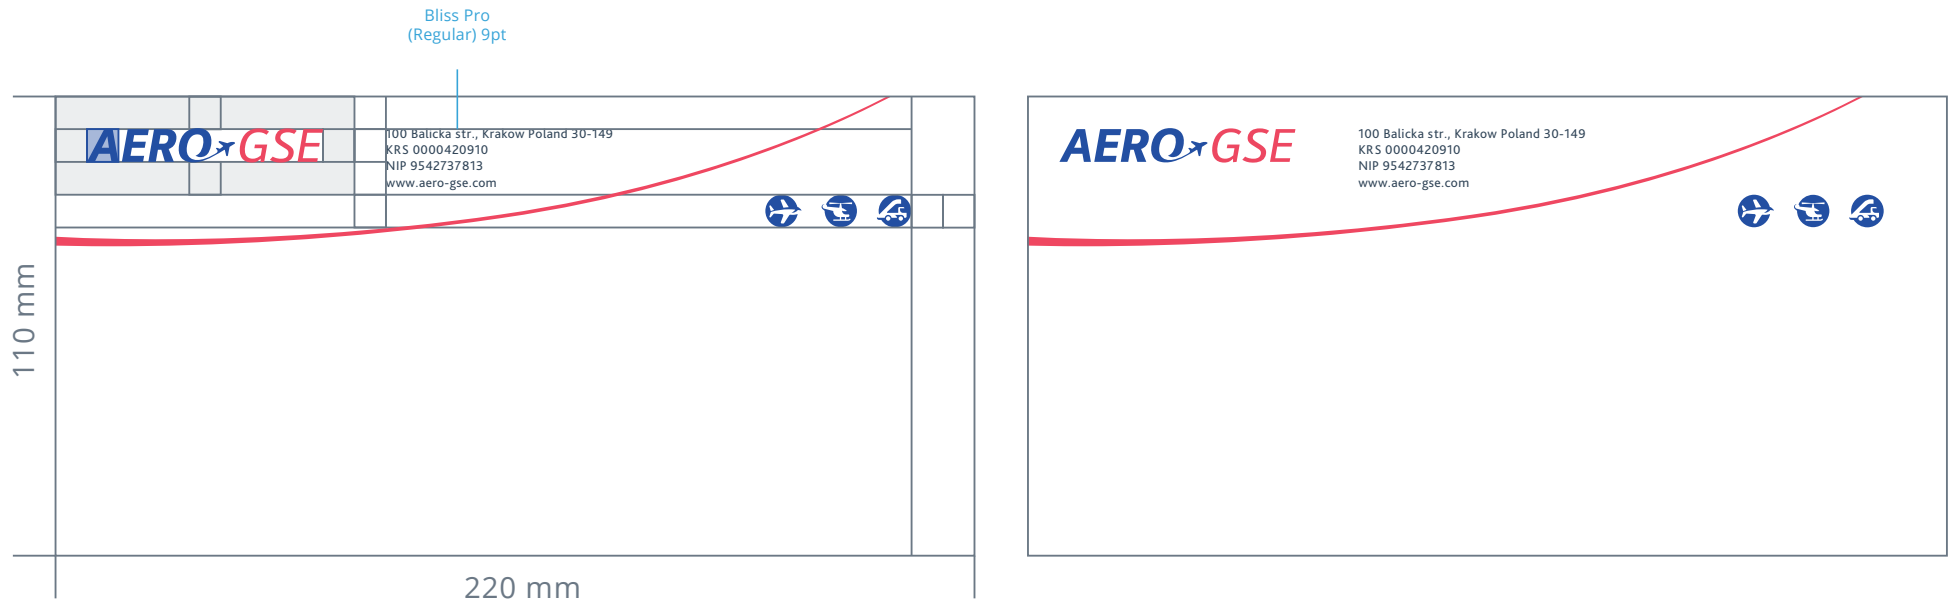 Bliss Pro
(Regular) 9pt
AERO GSE
100 Balicka str., Krakow Poland 30-149
KRS 0000420910
NIP 9542737813
www.aero-gse.com
110 mm
220 mm
AERO GSE
100 Balicka str., Krakow Poland 30-149
KRS 0000420910
NIP 9542737813
www.aero-gse.com